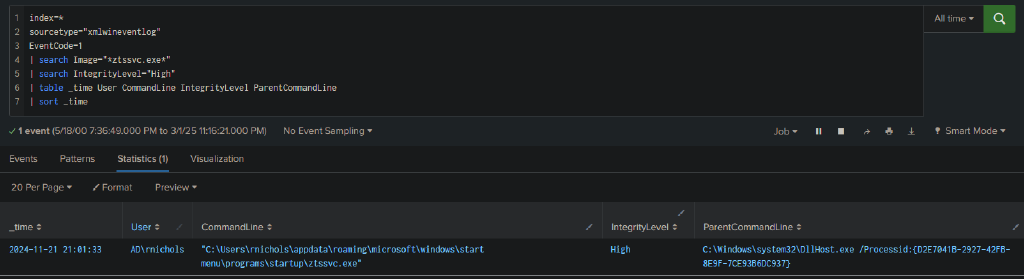 1 index=*
2 sourcetype="xmlwineventlog"
3 EventCode=1
4 | search Image="*ztssvc.exe*"
5 | search IntegrityLevel="High"
6 | table _time User CommandLine IntegrityLevel ParentCommandLine
7 | sort _time
All time
1 event (5/18/00 7:36:49.000 PM to 3/1/25 11:16:21.000 PM) No Event Sampling Job Smart Mode
Events Patterns Statistics (1) Visualization
20 Per Page Format Preview
_time User CommandLine IntegrityLevel ParentCommandLine
2024-11-21 21:01:33 AD\rnichols "C:\Users\rnichols\appdata\roaming\microsoft\windows\start High C:\Windows\system32\DllHost.exe /Processid:{D2E7041B-2927-42FB-
menu\programs\startup\ztssvc.exe" 8E9F-7CE93B6DC937}